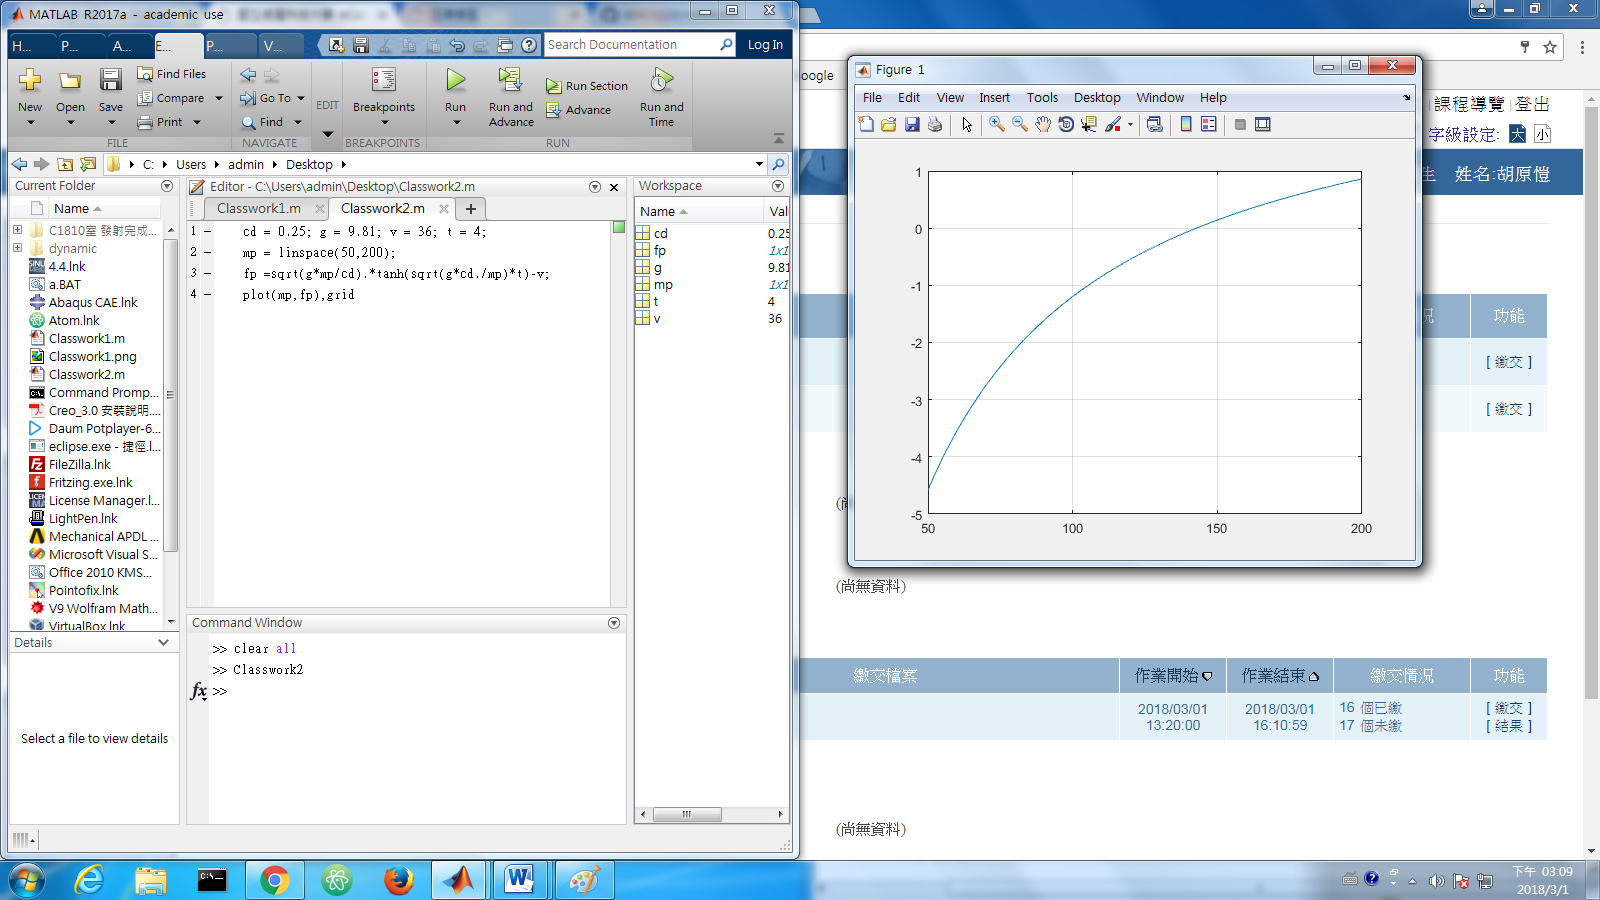 MATLAB R2017a - academic use
H...
P...
A...
E...
P...
V...
Search Documentation
Log In
New
Open
Save
Find Files
Compare
Print
Go To
Find
EDIT
Breakpoints
Run
Run and Advance
Run Section
Advance
Run and Time
FILE
NAVIGATE
BREAKPOINTS
RUN
C:
Users
admin
Desktop
Current Folder
Name
C1810室 發射完成...
dynamic
4.4.lnk
a.BAT
Abaqus CAE.lnk
Atom.lnk
Classwork1.m
Classwork1.png
Classwork2.m
Command Promp...
Creo_3.0 安裝說明....
Daum Potplayer-6...
eclipse.exe - 捷徑.l...
FileZilla.lnk
Fritzing.exe.lnk
License Manager.l...
LightPen.lnk
Mechanical APDL ...
Microsoft Visual S...
Office 2010 KMS...
Pointofix.lnk
V9 Wolfram Math...
VirtualBox.lnk
Details
Select a file to view details
Editor - C:\Users\admin\Desktop\Classwork2.m
Classwork1.m
Classwork2.m
1 – cd = 0.25; g = 9.81; v = 36; t = 4;
2 – mp = linspace(50,200);
3 – fp =sqrt(g*mp/cd).*tanh(sqrt(g*cd./mp)*t)-v;
4 – plot(mp,fp),grid
Command Window
>> clear all
>> Classwork2
fx >>
Workspace
Name
Valu
cd 0.25
fp 1x1
g 9.81
mp 1x1
t 4
v 36
Figure 1
File Edit View Insert Tools Desktop Window Help
1
0
-1
-2
-3
-4
-5
50
100
150
200
oogle
課程導覽 | 登出
字級設定: 大 小
生 姓名:胡原愷
況
功能
[ 繳交 ]
[ 繳交 ]
(尚無資料)
繳交檔案
作業開始
作業結束
繳交情況
功能
2018/03/01
13:20:00
2018/03/01
16:10:59
16 個已繳
17 個未繳
[ 繳交 ]
[ 結果 ]
(尚無資料)
下午 03:09
2018/3/1